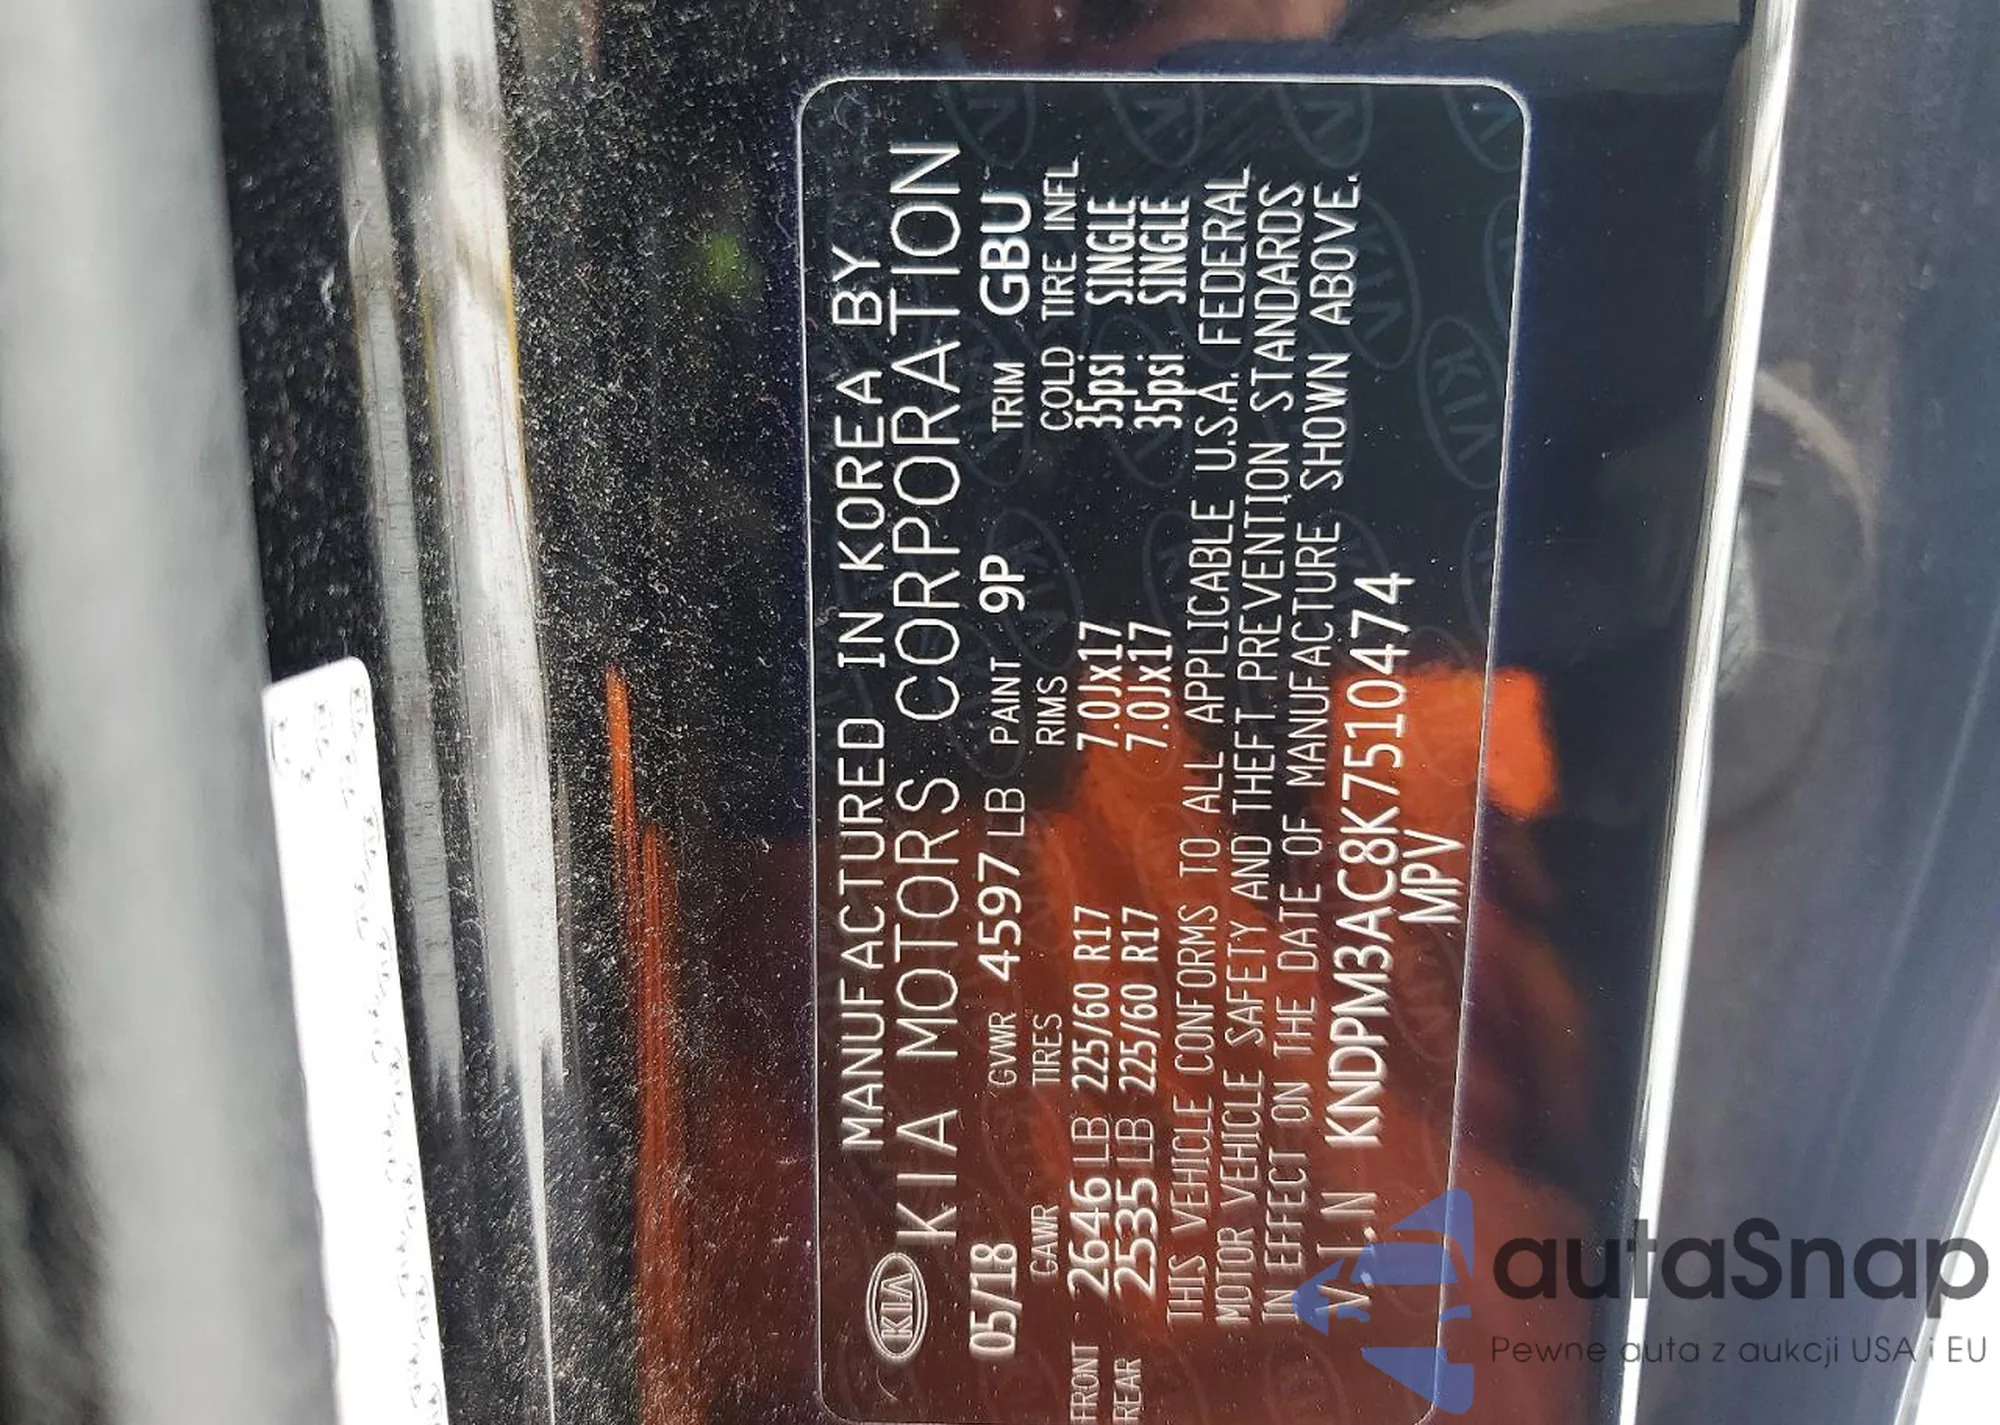 MANUFACTURED IN KOREA BY
KIA KIA MOTORS CORPORATION
05/18 GVWR 4597 LB PAINT 9P TRIM GBU
GAWR TIRES RIMS COLD TIRE INFL
FRONT 2646 LB 225/60 R17 7.0Jx17 35psi SINGLE
REAR 2535 LB 225/60 R17 7.0Jx17 35psi SINGLE
THIS VEHICLE CONFORMS TO ALL APPLICABLE U.S.A. FEDERAL
MOTOR VEHICLE SAFETY AND THEFT PREVENTION STANDARDS
IN EFFECT ON THE DATE OF MANUFACTURE SHOWN ABOVE.
V.I.N KNDPM3AC8K7510474
MPV
autaSnap
Pewne auta z aukcji USA i EU